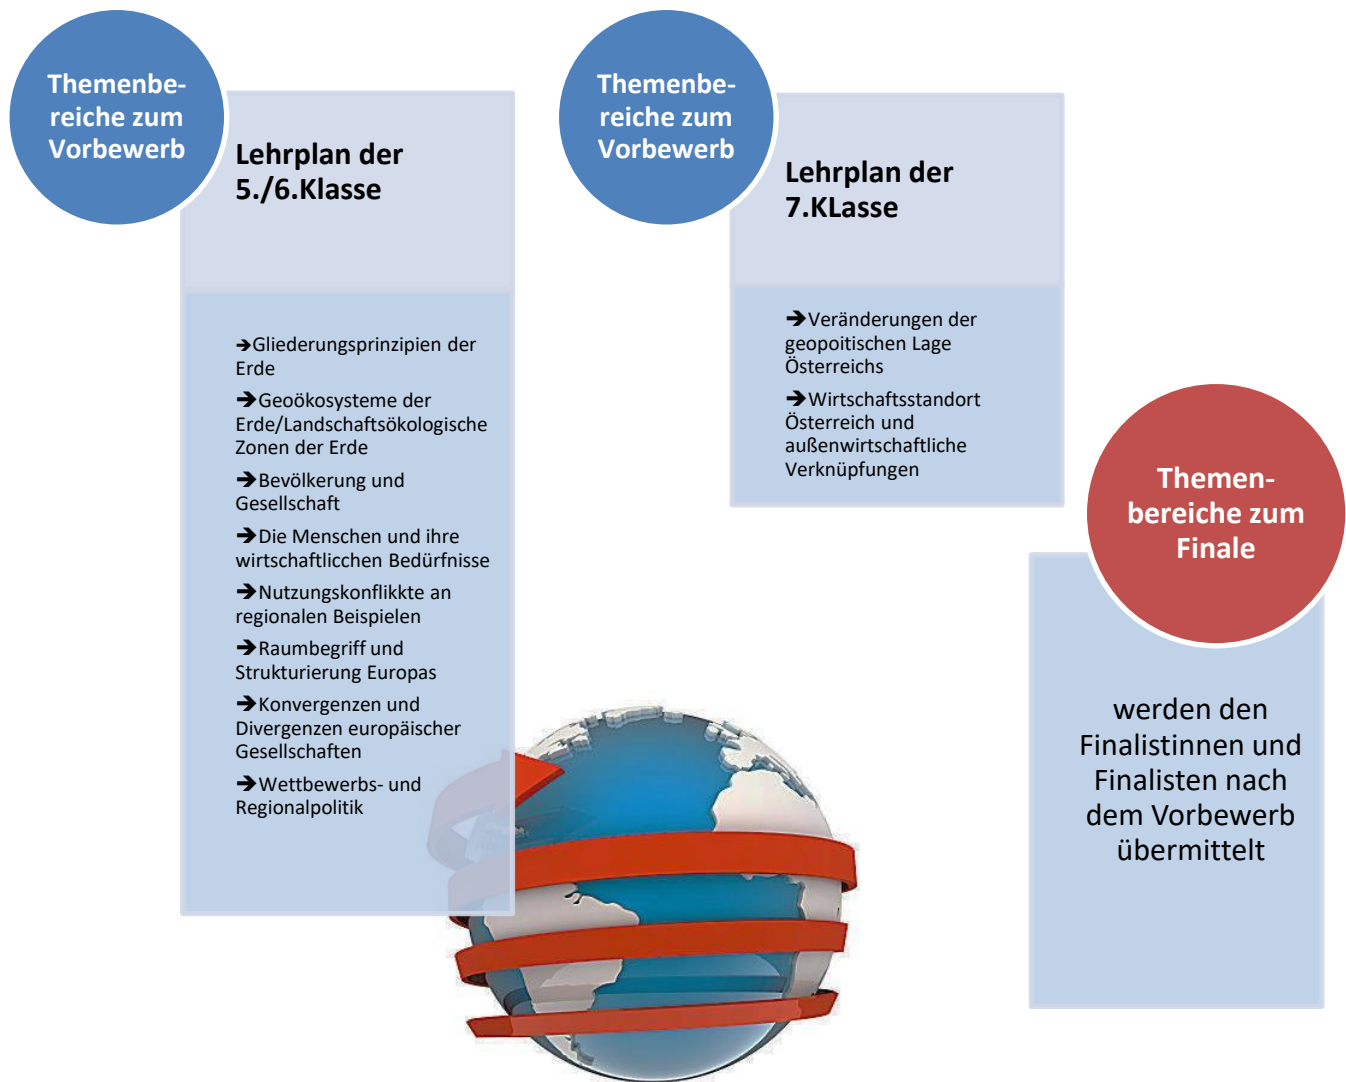 Themenbe-
reiche zum
Vorbewerb
Lehrplan der
5./6.Klasse
➔Gliederungsprinzipien der
Erde
➔Geoökosysteme der
Erde/Landschaftsökologische
Zonen der Erde
➔Bevölkerung und
Gesellschaft
➔Die Menschen und ihre
wirtschaftlicchen Bedürfnisse
➔Nutzungskonflikkte an
regionalen Beispielen
➔Raumbegriff und
Strukturierung Europas
➔Konvergenzen und
Divergenzen europäischer
Gesellschaften
➔Wettbewerbs- und
Regionalpolitik
Themenbe-
reiche zum
Vorbewerb
Lehrplan der
7.KLasse
➔Veränderungen der
geopoitischen Lage
Österreichs
➔Wirtschaftsstandort
Österreich und
außenwirtschaftliche
Verknüpfungen
Themen-
bereiche zum
Finale
werden den
Finalistinnen und
Finalisten nach
dem Vorbewerb
übermittelt